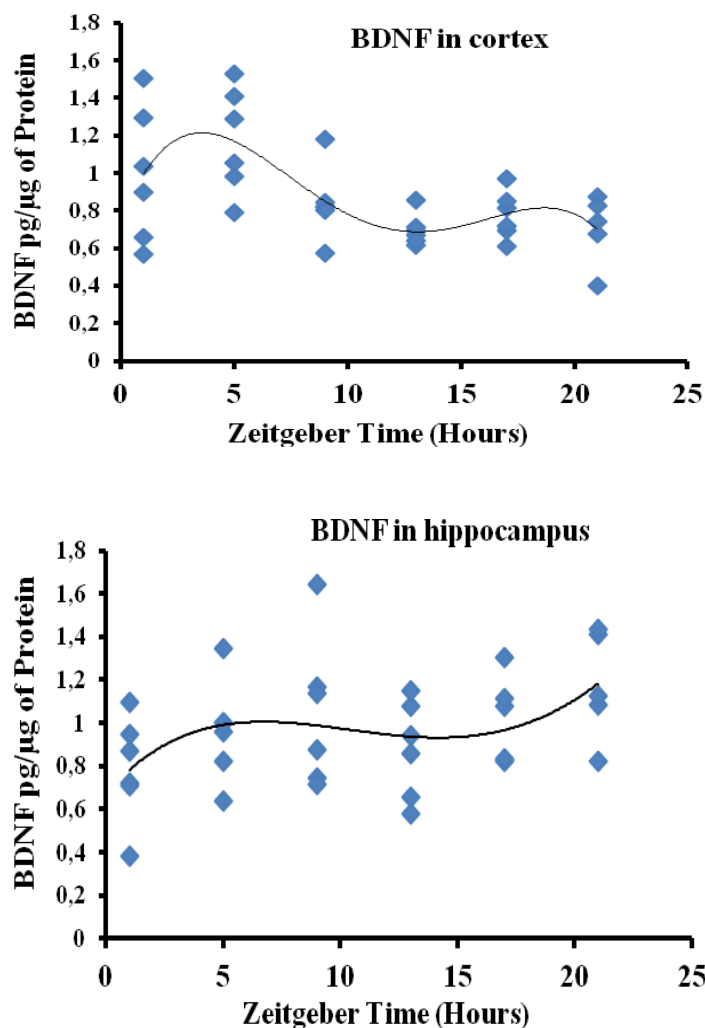 BDNF in cortex
BDNF pg/µg of Protein
1,8
1,6
1,4
1,2
1
0,8
0,6
0,4
0,2
0
0 5 10 15 20 25
Zeitgeber Time (Hours)
BDNF in hippocampus
BDNF pg/µg of Protein
1,8
1,6
1,4
1,2
1
0,8
0,6
0,4
0,2
0
0 5 10 15 20 25
Zeitgeber Time (Hours)